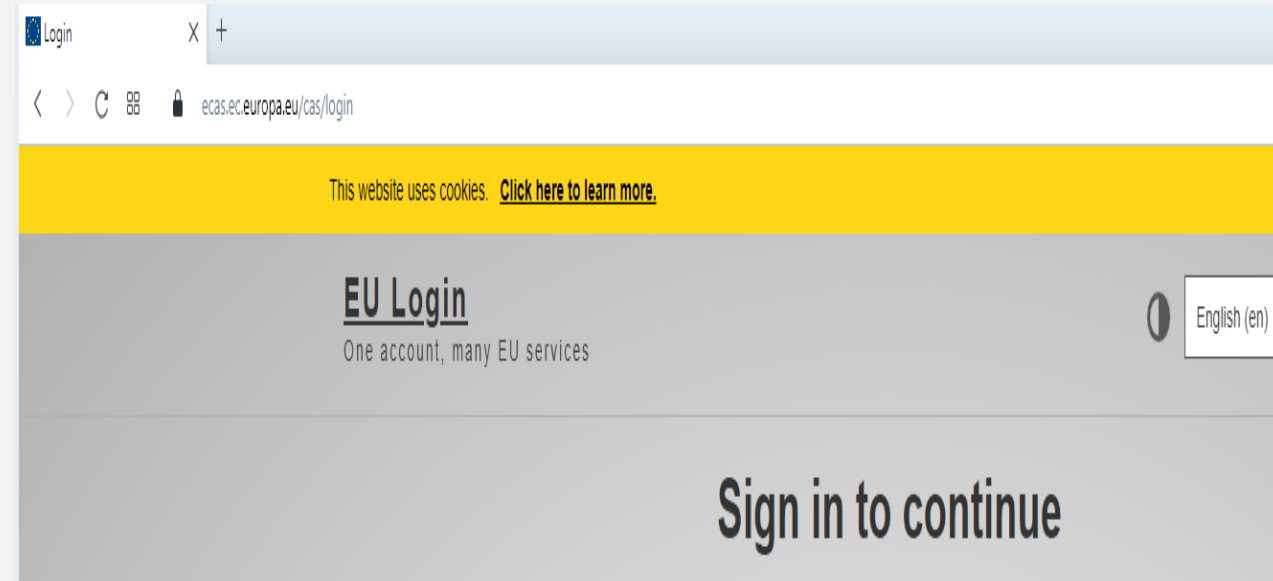 Login
ecas.ec.europa.eu/cas/login
This website uses cookies. Click here to learn more.
EU Login
One account, many EU services
English (en)
Sign in to continue